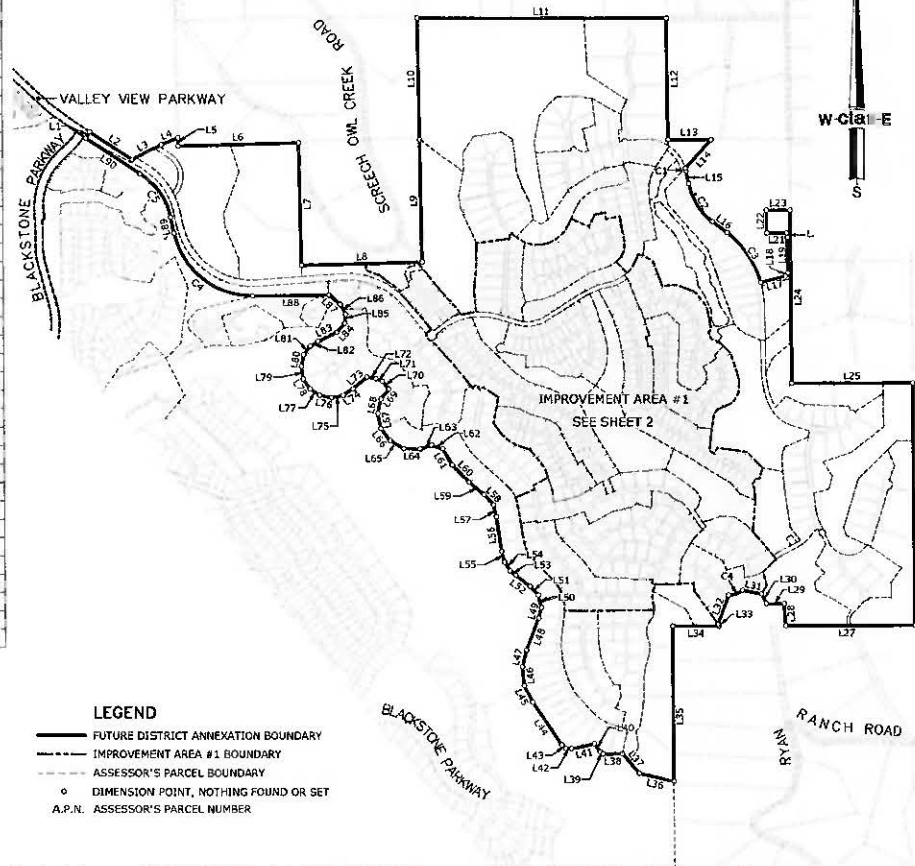 L11
ROAD
SCREECH OWL CREEK
L10
L12
VALLEY VIEW PARKWAY
W
E
S
L1
L2
L3
L4
L5
L6
L13
L14
L90
BLACKSTONE PARKWAY
C1
L15
C5
L89
C2
L16
L23
L22
L21
L7
L9
C3
L18
L19
L17
L8
C4
L88
L87
L86
L85
L24
L84
L83
L82
L81
L80
L79
L78
L77
L76
L75
L74
L73
L72
L71
L70
L69
L68
L67
L66
L65
L64
L63
L62
L61
L25
IMPROVEMENT AREA #1
SEE SHEET 2
L60
L59
L58
L57
L56
L55
L54
L53
L52
L51
L50
L49
L48
L47
L46
L45
L44
L43
L42
L41
L40
L39
L38
L37
L36
L35
L34
L33
L32
L31
L30
L29
L28
L27
BLACKSTONE PARKWAY
RYAN
RANCH ROAD
LEGEND
FUTURE DISTRICT ANNEXATION BOUNDARY
IMPROVEMENT AREA #1 BOUNDARY
ASSESSOR'S PARCEL BOUNDARY
DIMENSION POINT, NOTHING FOUND OR SET
A.P.N. ASSESSOR'S PARCEL NUMBER